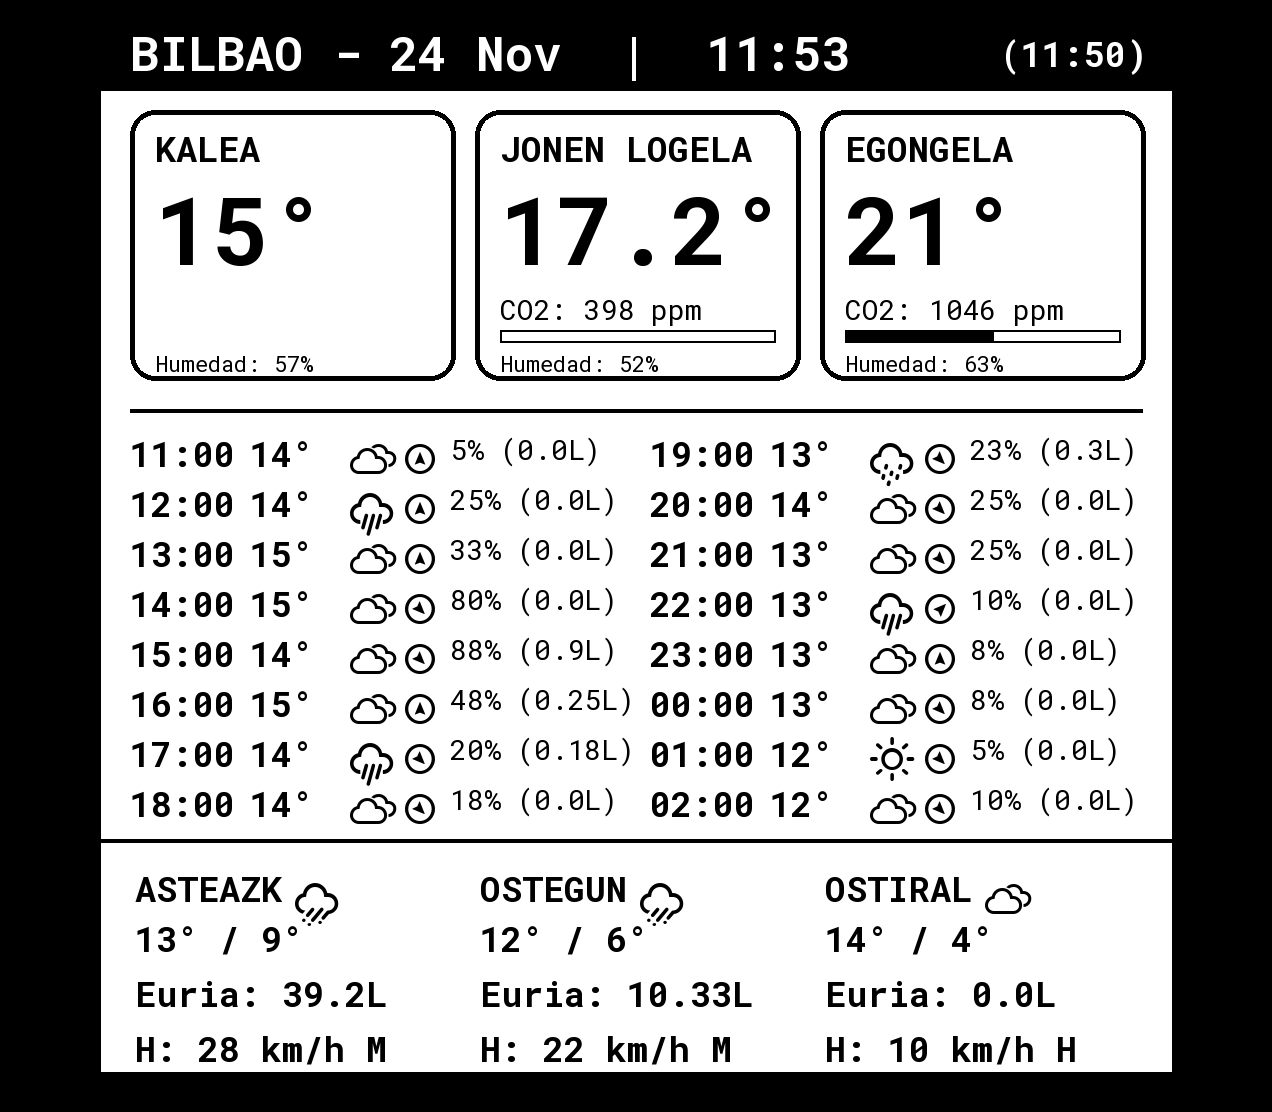 BILBAO - 24 Nov | 11:53 (11:50)
KALEA
15°
Humedad: 57%
JONEN LOGELA
17.2°
CO2: 398 ppm
Humedad: 52%
EGONGELA
21°
CO2: 1046 ppm
Humedad: 63%
11:00 14° 5% (0.0L)
12:00 14° 25% (0.0L)
13:00 15° 33% (0.0L)
14:00 15° 80% (0.0L)
15:00 14° 88% (0.9L)
16:00 15° 48% (0.25L)
17:00 14° 20% (0.18L)
18:00 14° 18% (0.0L)
19:00 13° 23% (0.3L)
20:00 14° 25% (0.0L)
21:00 13° 25% (0.0L)
22:00 13° 10% (0.0L)
23:00 13° 8% (0.0L)
00:00 13° 8% (0.0L)
01:00 12° 5% (0.0L)
02:00 12° 10% (0.0L)
ASTEAZK
13° / 9°
Euria: 39.2L
H: 28 km/h M
OSTEGUN
12° / 6°
Euria: 10.33L
H: 22 km/h M
OSTIRAL
14° / 4°
Euria: 0.0L
H: 10 km/h H